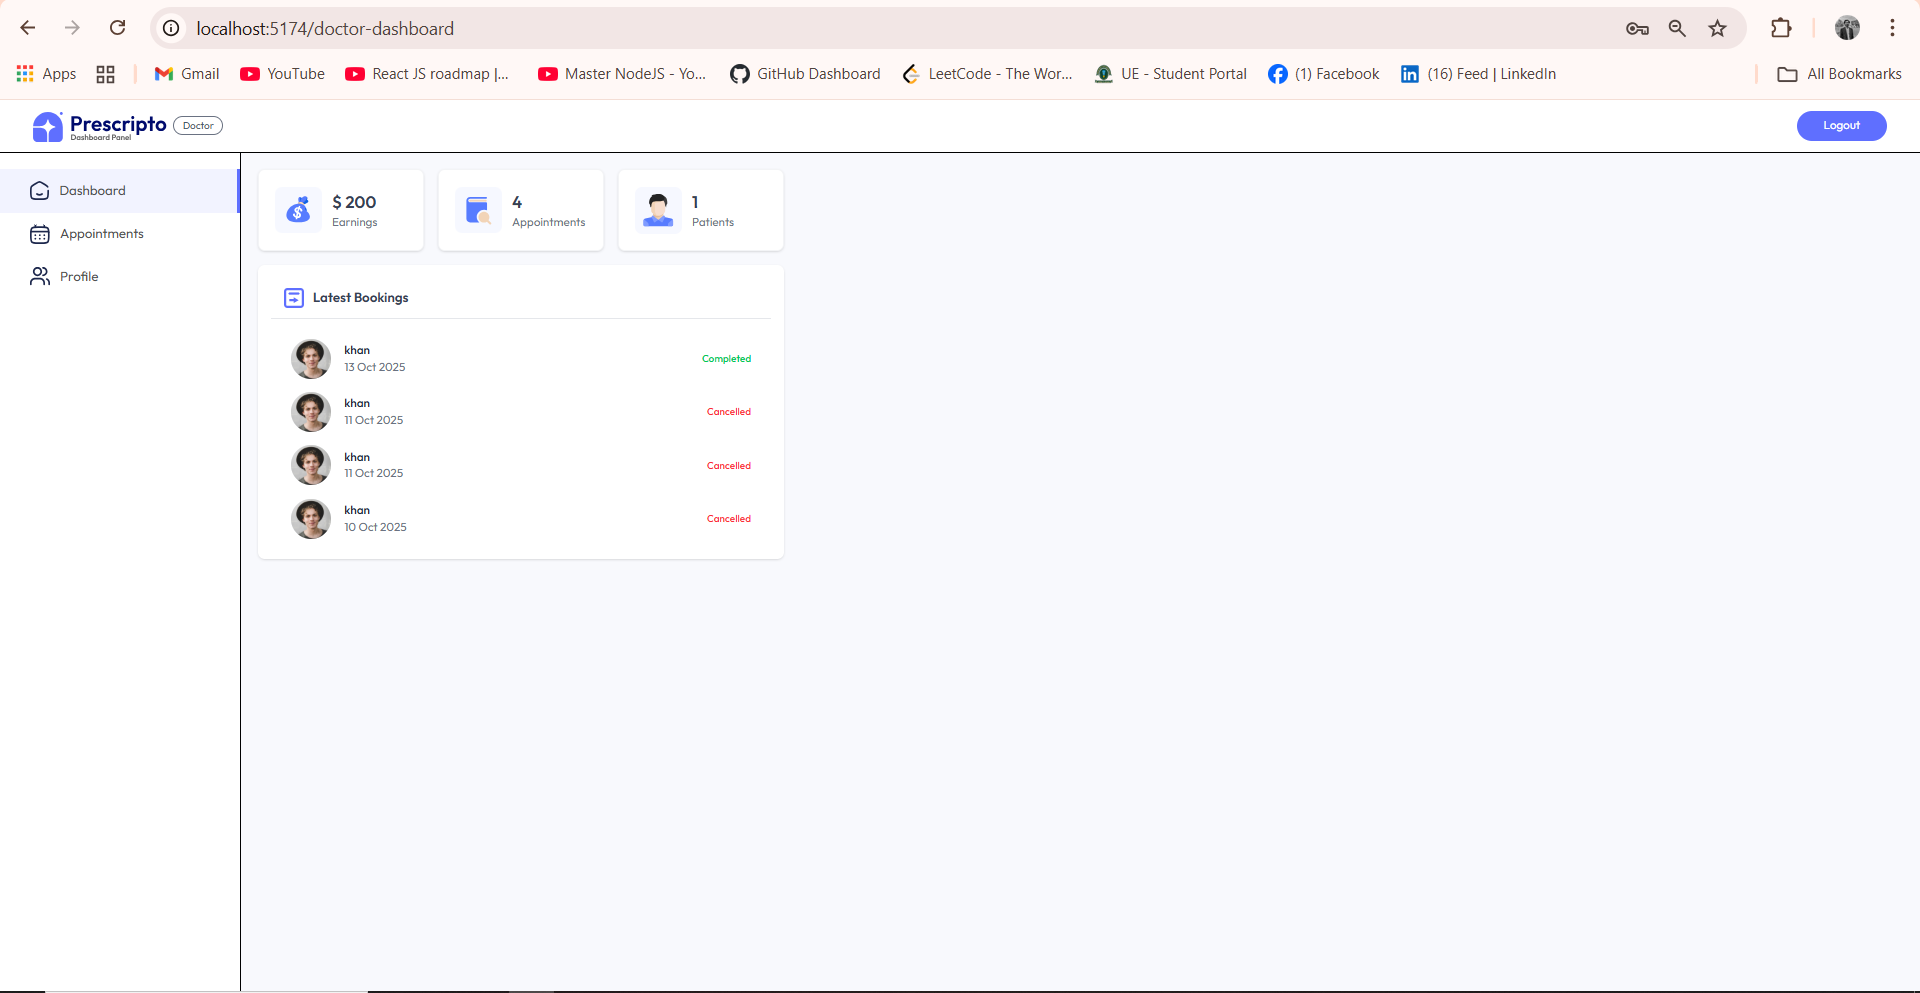 localhost:5174/doctor-dashboard
Apps Gmail YouTube React JS roadmap |... Master NodeJS - Yo... GitHub Dashboard LeetCode - The Wor... UE - Student Portal (1) Facebook (16) Feed | LinkedIn All Bookmarks
Prescripto Doctor Logout
Dashboard Panel
Dashboard
Appointments
Profile
$ 200
Earnings
4
Appointments
1
Patients
Latest Bookings
khan
13 Oct 2025
Completed
khan
11 Oct 2025
Cancelled
khan
11 Oct 2025
Cancelled
khan
10 Oct 2025
Cancelled